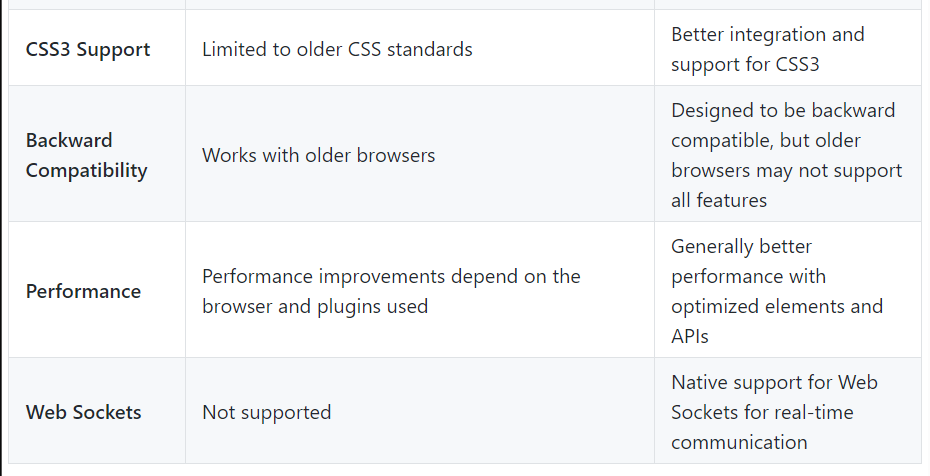 CSS3 Support
Limited to older CSS standards
Better integration and
support for CSS3
Backward
Compatibility
Works with older browsers
Designed to be backward
compatible, but older
browsers may not support
all features
Performance
Performance improvements depend on the
browser and plugins used
Generally better
performance with
optimized elements and
APIs
Web Sockets
Not supported
Native support for Web
Sockets for real-time
communication